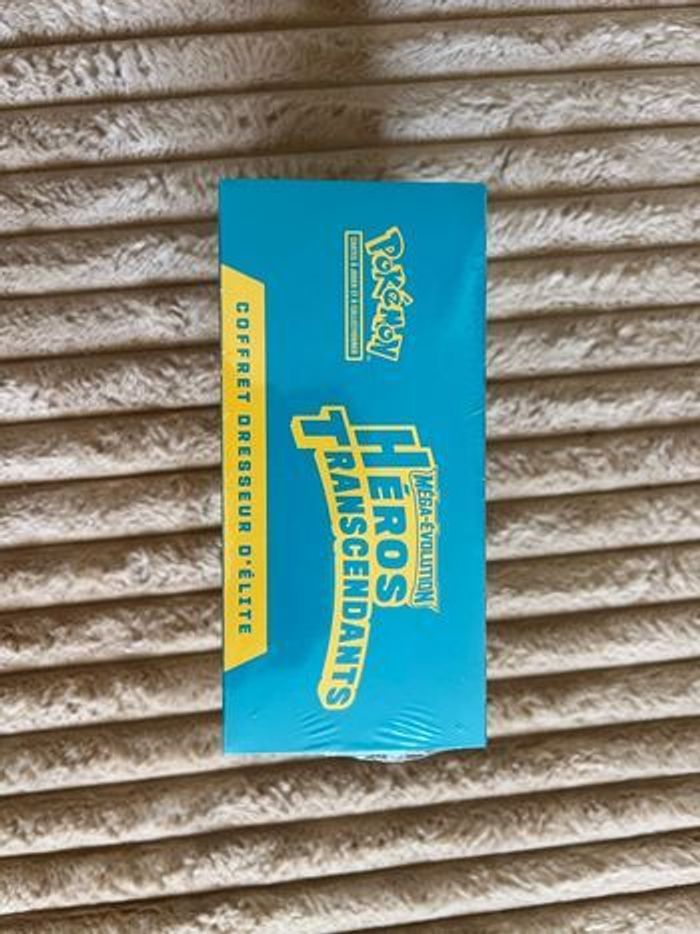 Pokémon
CARTES À JOUER ET À COLLECTIONNER
MÉGA-ÉVOLUTION
HÉROS
TRANSCENDANTS
COFFRET DRESSEUR D'ÉLITE